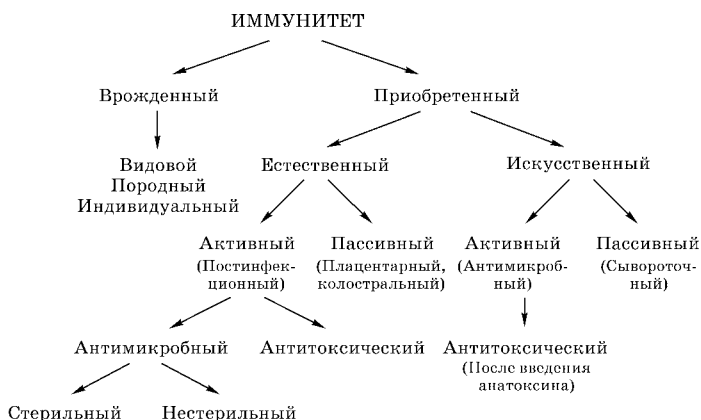 ИММУНИТЕТ
Врожденный
Приобретенный
Видовой
Породный
Индивидуальный
Естественный
Искусственный
Активный
(Постинфек-
ционный)
Пассивный
(Плацентарный,
колостральный)
Активный
(Антимикроб-
ный)
Пассивный
(Сывороточ-
ный)
Антимикробный
Антитоксический
Антитоксический
(После введения
анатоксина)
Стерильный
Нестерильный